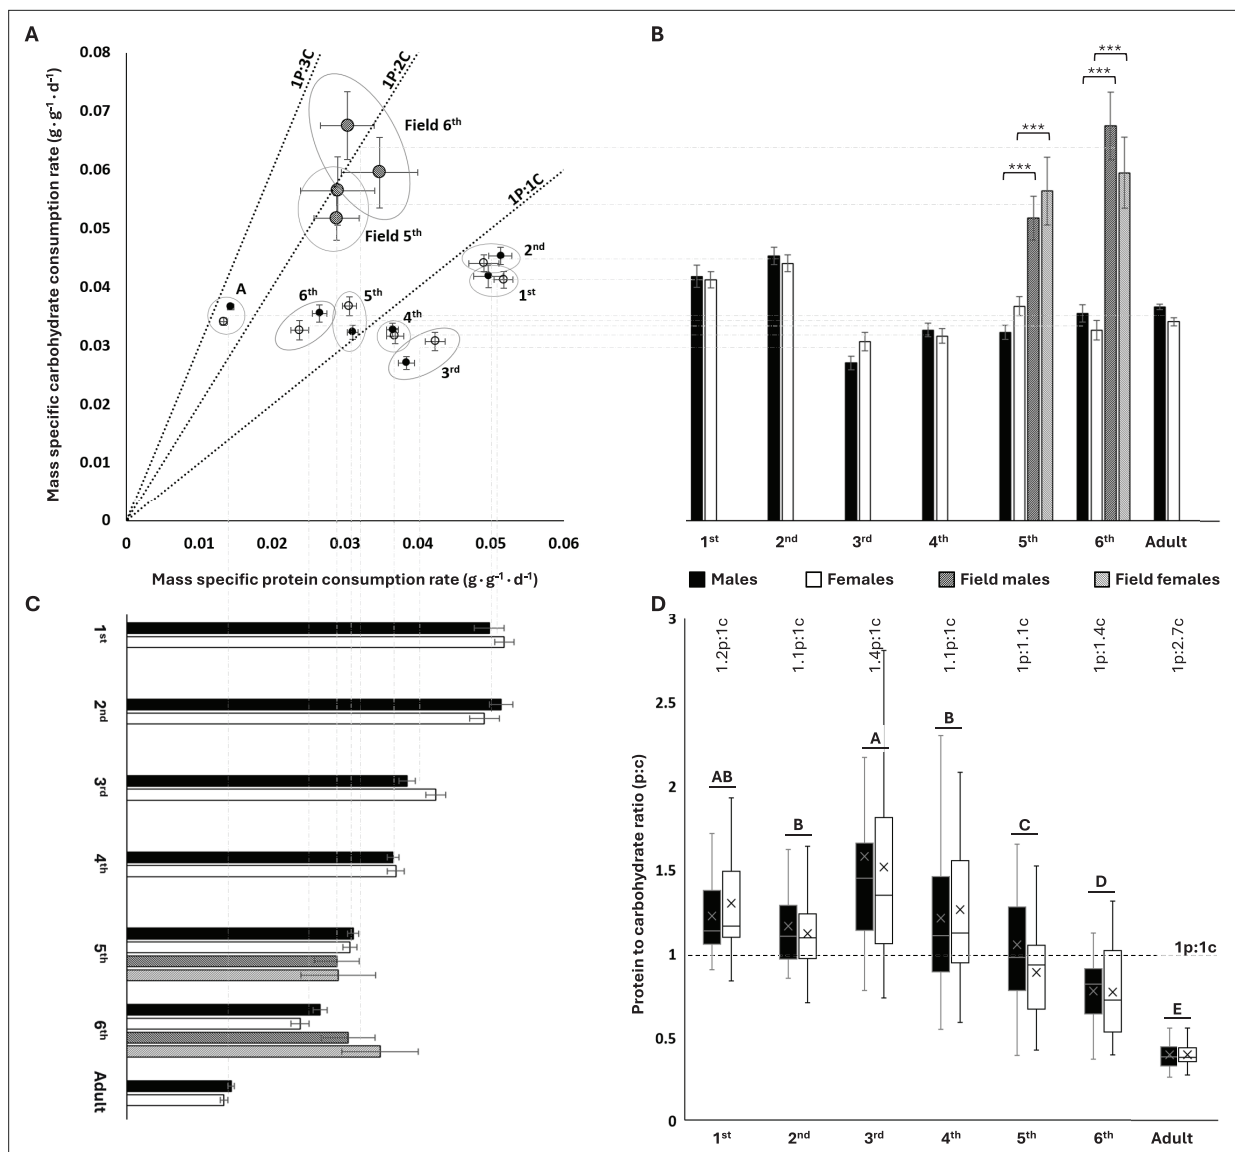 A
0.08
0.07
0.06
0.05
0.04
0.03
0.02
0.01
0
Mass specific carbohydrate consumption rate (g·g⁻¹·d⁻¹)
1P:3C
1P:2C
1P:1C
Field 6th
Field 5th
2nd
1st
A
6th
5th
4th
3rd
0 0.01 0.02 0.03 0.04 0.05 0.06
Mass specific protein consumption rate (g·g⁻¹·d⁻¹)
B
*** *** *** ***
1st 2nd 3rd 4th 5th 6th Adult
Males Females Field males Field females
C
1st
2nd
3rd
4th
5th
6th
Adult
D
3
2.5
2
1.5
1
0.5
0
Protein to carbohydrate ratio (p:c)
1.2p:1c 1.1p:1c 1.4p:1c 1.1p:1c 1p:1.1c 1p:1.4c 1p:2.7c
AB B A B C D E
1p:1c
1st 2nd 3rd 4th 5th 6th Adult